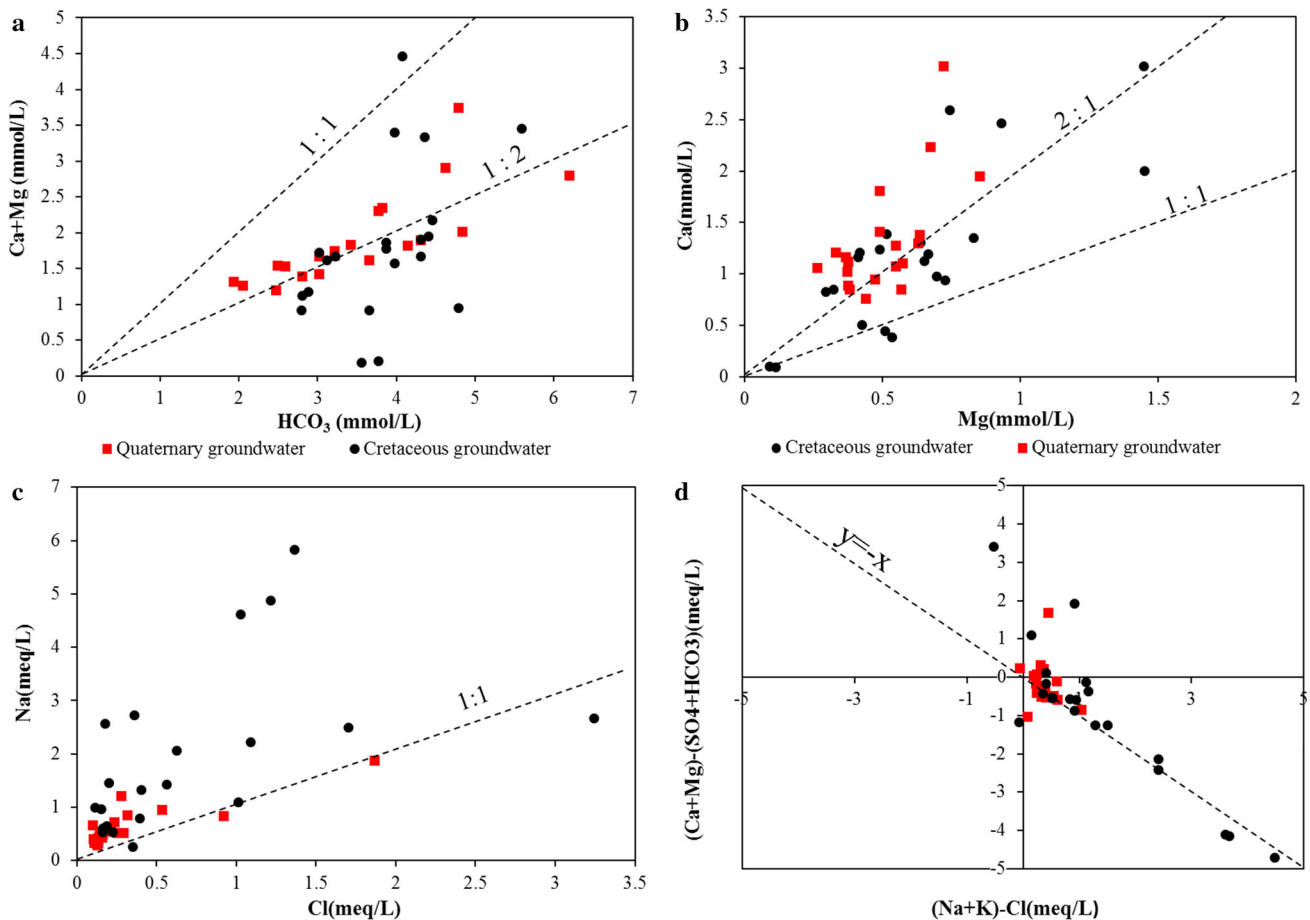 a
5
4.5
4
3.5
3
2.5
2
1.5
1
0.5
0
Ca+Mg (mmol/L)
1 : 1
1 : 2
0 1 2 3 4 5 6 7
HCO₃ (mmol/L)
Quaternary groundwater Cretaceous groundwater
b
3.5
3
2.5
2
1.5
1
0.5
0
Ca(mmol/L)
2 : 1
1 : 1
0 0.5 1 1.5 2
Mg(mmol/L)
Cretaceous groundwater Quaternary groundwater
c
7
6
5
4
3
2
1
0
Na(meq/L)
1:1
0 0.5 1 1.5 2 2.5 3 3.5
Cl(meq/L)
d
5
4
3
2
1
-5 -3 -1 1 3 5
-1
-2
-3
-4
-5
y=-x
(Ca+Mg)-(SO4+HCO3)(meq/L)
(Na+K)-Cl(meq/L)